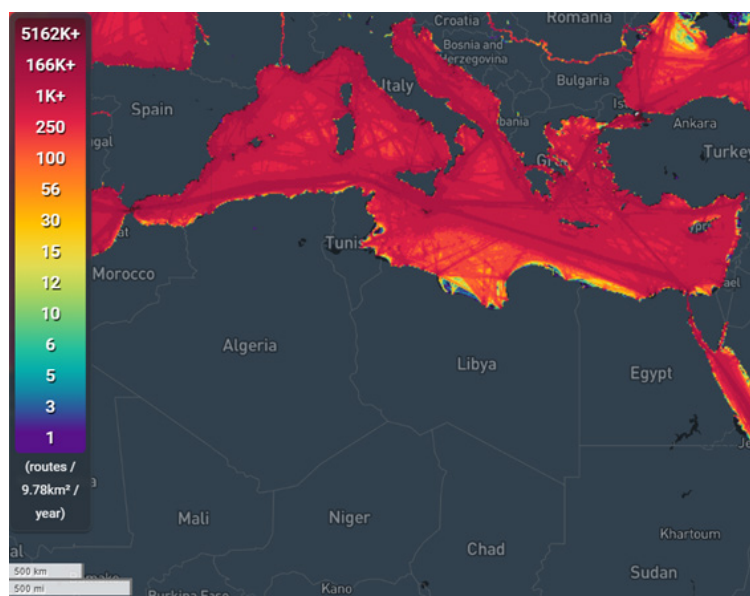 5162K+
166K+
1K+
250
100
56
30
15
12
10
6
5
3
1
(routes /
9.78km² /
year)
500 km
500 mi
Croatia
Romania
Bosnia and
Herzegovina
Italy
Bulgaria
Spain
Ankara
Turkey
Morocco
Algeria
Libya
Egypt
Mali
Niger
Chad
Khartoum
Sudan
Kano